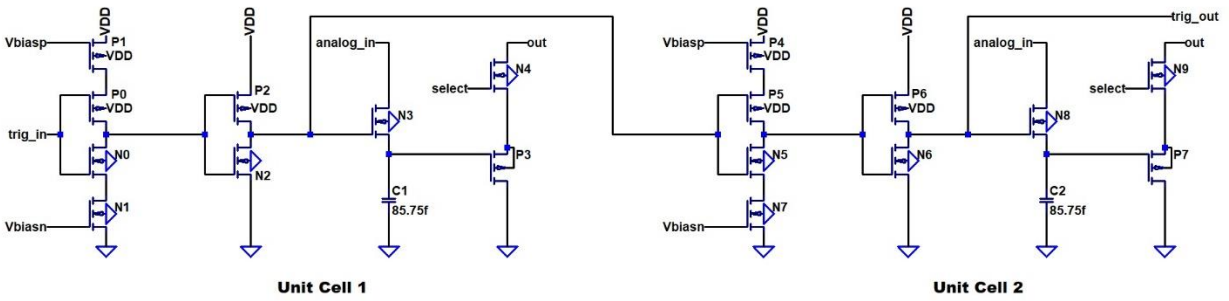 VDD
VDD
VDD
VDD
trig_out
Vbiasp
P1
VDD
analog_in
out
Vbiasp
P4
VDD
analog_in
out
N4
N9
P0
VDD
P2
VDD
select
P5
VDD
P6
VDD
select
trig_in
N3
N8
N0
N2
P3
N5
N6
P7
N1
C1
85.75f
N7
C2
85.75f
Vbiasn
Vbiasn
Unit Cell 1
Unit Cell 2